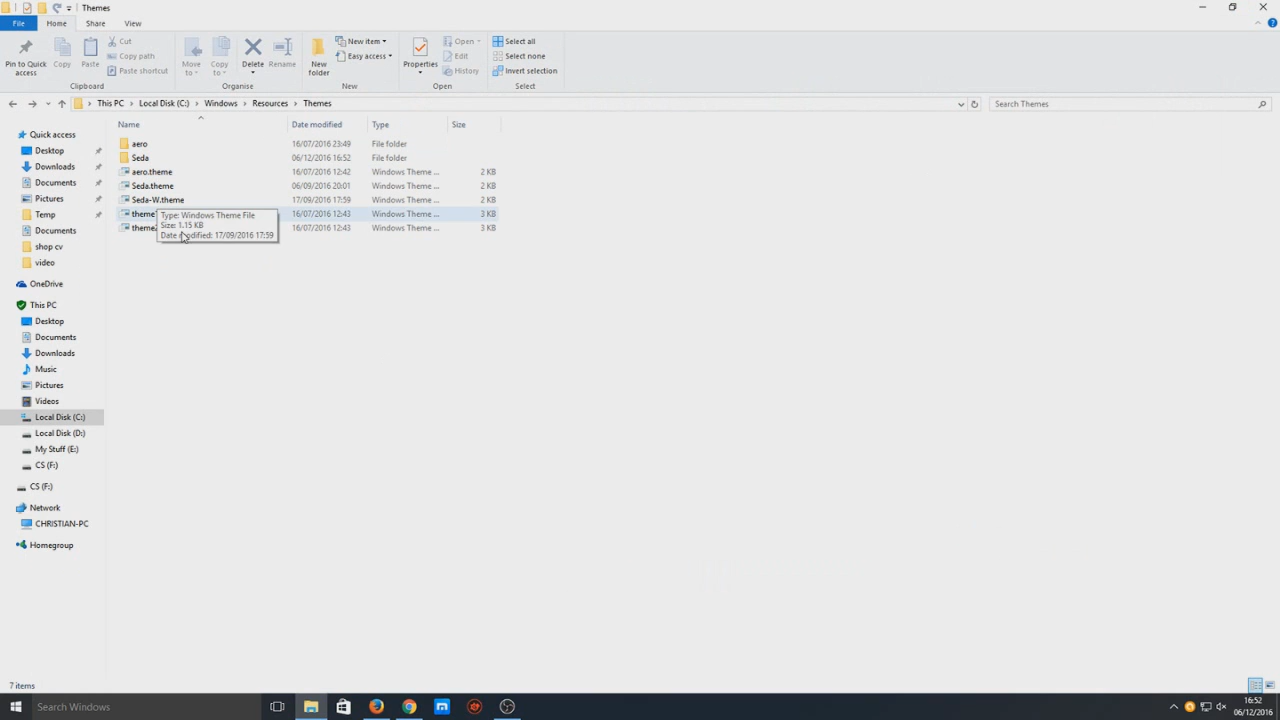 Themes
File Home Share View
Pin to Quick access
Copy
Paste
Cut
Copy path
Paste shortcut
Clipboard
Move to
Copy to
Delete
Rename
Organise
New folder
New item
Easy access
New
Properties
Open
Edit
History
Open
Select all
Select none
Invert selection
Select
This PC Local Disk (C:) Windows Resources Themes
Search Themes
Name Date modified Type Size
aero 16/07/2016 23:49 File folder
Seda 06/12/2016 16:52 File folder
aero.theme 16/07/2016 12:42 Windows Theme ... 2 KB
Seda.theme 06/09/2016 20:01 Windows Theme ... 2 KB
Seda-W.theme 17/09/2016 17:59 Windows Theme ... 2 KB
theme 16/07/2016 12:43 Windows Theme ... 3 KB
theme 16/07/2016 12:43 Windows Theme ... 3 KB
Type: Windows Theme File
Size: 1.15 KB
Date modified: 17/09/2016 17:59
Quick access
Desktop
Downloads
Documents
Pictures
Temp
Documents
shop cv
video
OneDrive
This PC
Desktop
Documents
Downloads
Music
Pictures
Videos
Local Disk (C:)
Local Disk (D:)
My Stuff (E:)
CS (F:)
CS (F:)
Network
CHRISTIAN-PC
Homegroup
7 items
Search Windows
16:52
06/12/2016